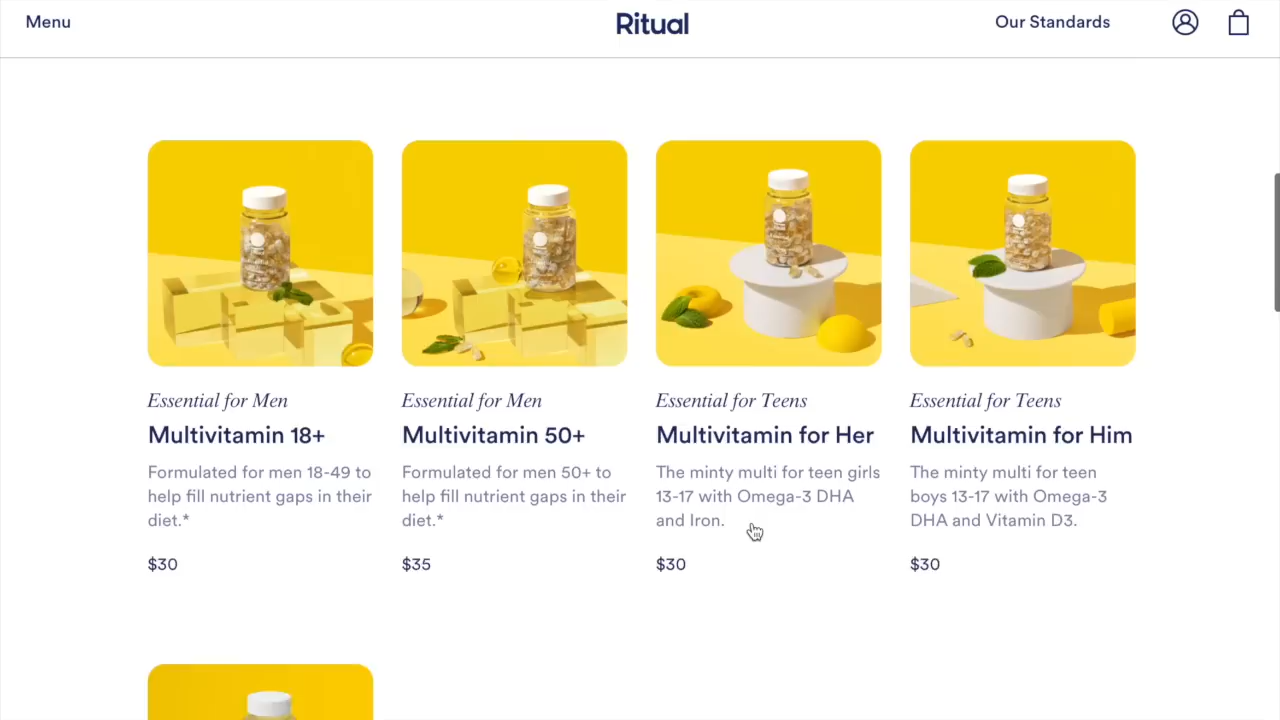 Menu
Ritual
Our Standards
Essential for Men
Multivitamin 18+
Formulated for men 18-49 to
help fill nutrient gaps in their
diet.*
$30
Essential for Men
Multivitamin 50+
Formulated for men 50+ to
help fill nutrient gaps in their
diet.*
$35
Essential for Teens
Multivitamin for Her
The minty multi for teen girls
13-17 with Omega-3 DHA
and Iron.
$30
Essential for Teens
Multivitamin for Him
The minty multi for teen
boys 13-17 with Omega-3
DHA and Vitamin D3.
$30